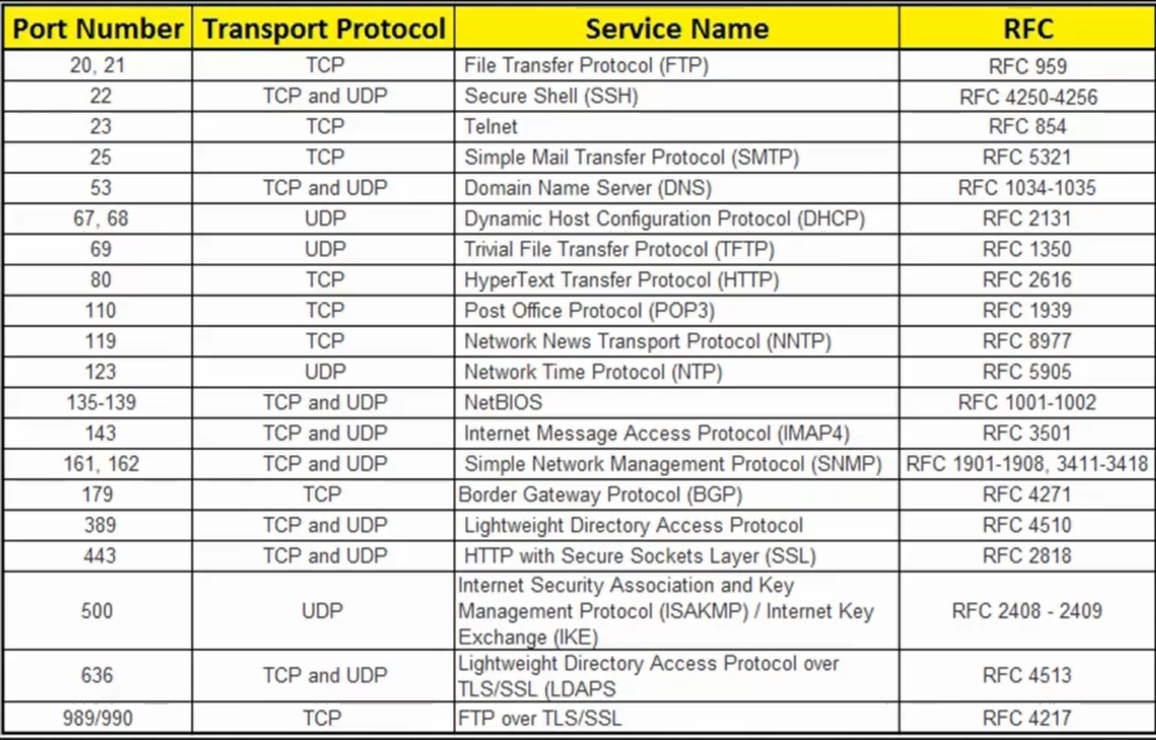 Port Number Transport Protocol Service Name RFC
20, 21 TCP File Transfer Protocol (FTP) RFC 959
22 TCP and UDP Secure Shell (SSH) RFC 4250-4256
23 TCP Telnet RFC 854
25 TCP Simple Mail Transfer Protocol (SMTP) RFC 5321
53 TCP and UDP Domain Name Server (DNS) RFC 1034-1035
67, 68 UDP Dynamic Host Configuration Protocol (DHCP) RFC 2131
69 UDP Trivial File Transfer Protocol (TFTP) RFC 1350
80 TCP HyperText Transfer Protocol (HTTP) RFC 2616
110 TCP Post Office Protocol (POP3) RFC 1939
119 TCP Network News Transport Protocol (NNTP) RFC 8977
123 UDP Network Time Protocol (NTP) RFC 5905
135-139 TCP and UDP NetBIOS RFC 1001-1002
143 TCP and UDP Internet Message Access Protocol (IMAP4) RFC 3501
161, 162 TCP and UDP Simple Network Management Protocol (SNMP) RFC 1901-1908, 3411-3418
179 TCP Border Gateway Protocol (BGP) RFC 4271
389 TCP and UDP Lightweight Directory Access Protocol RFC 4510
443 TCP and UDP HTTP with Secure Sockets Layer (SSL) RFC 2818
500 UDP Internet Security Association and Key
Management Protocol (ISAKMP) / Internet Key
Exchange (IKE) RFC 2408 - 2409
636 TCP and UDP Lightweight Directory Access Protocol over
TLS/SSL (LDAPS RFC 4513
989/990 TCP FTP over TLS/SSL RFC 4217